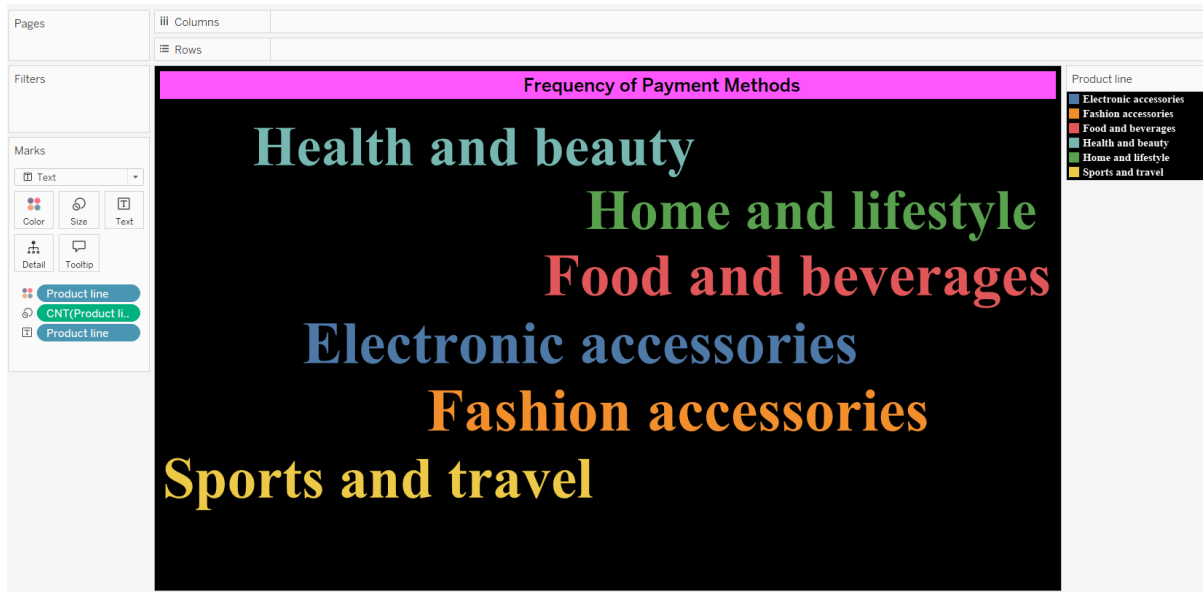 Pages
Columns
Rows
Filters
Frequency of Payment Methods
Product line
Electronic accessories
Fashion accessories
Food and beverages
Health and beauty
Home and lifestyle
Sports and travel
Marks
Text
Color
Size
Text
Detail
Tooltip
Product line
CNT(Product li..
Product line
Health and beauty
Home and lifestyle
Food and beverages
Electronic accessories
Fashion accessories
Sports and travel